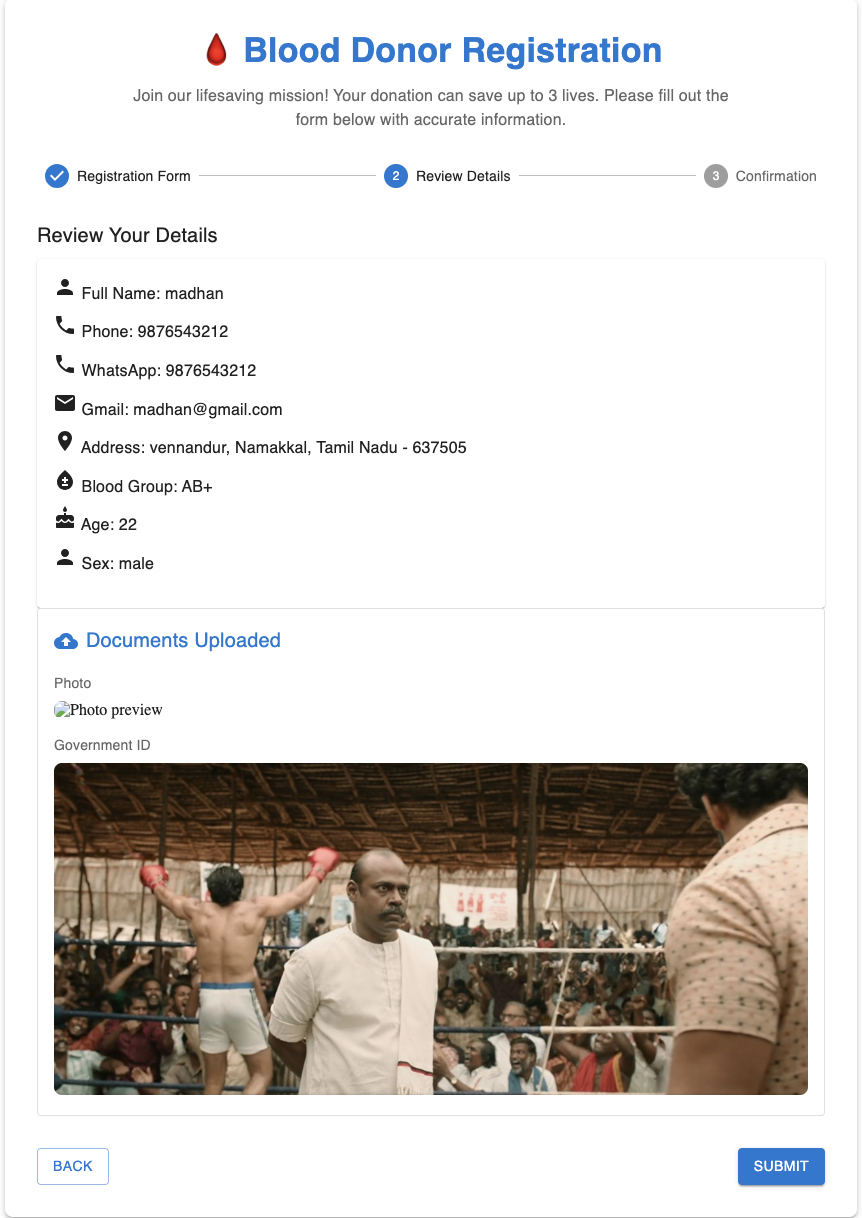 Blood Donor Registration
Join our lifesaving mission! Your donation can save up to 3 lives. Please fill out the
form below with accurate information.
Registration Form
2 Review Details
3 Confirmation
Review Your Details
Full Name: madhan
Phone: 9876543212
WhatsApp: 9876543212
Gmail: madhan@gmail.com
Address: vennandur, Namakkal, Tamil Nadu - 637505
Blood Group: AB+
Age: 22
Sex: male
Documents Uploaded
Photo
Photo preview
Government ID
BACK
SUBMIT